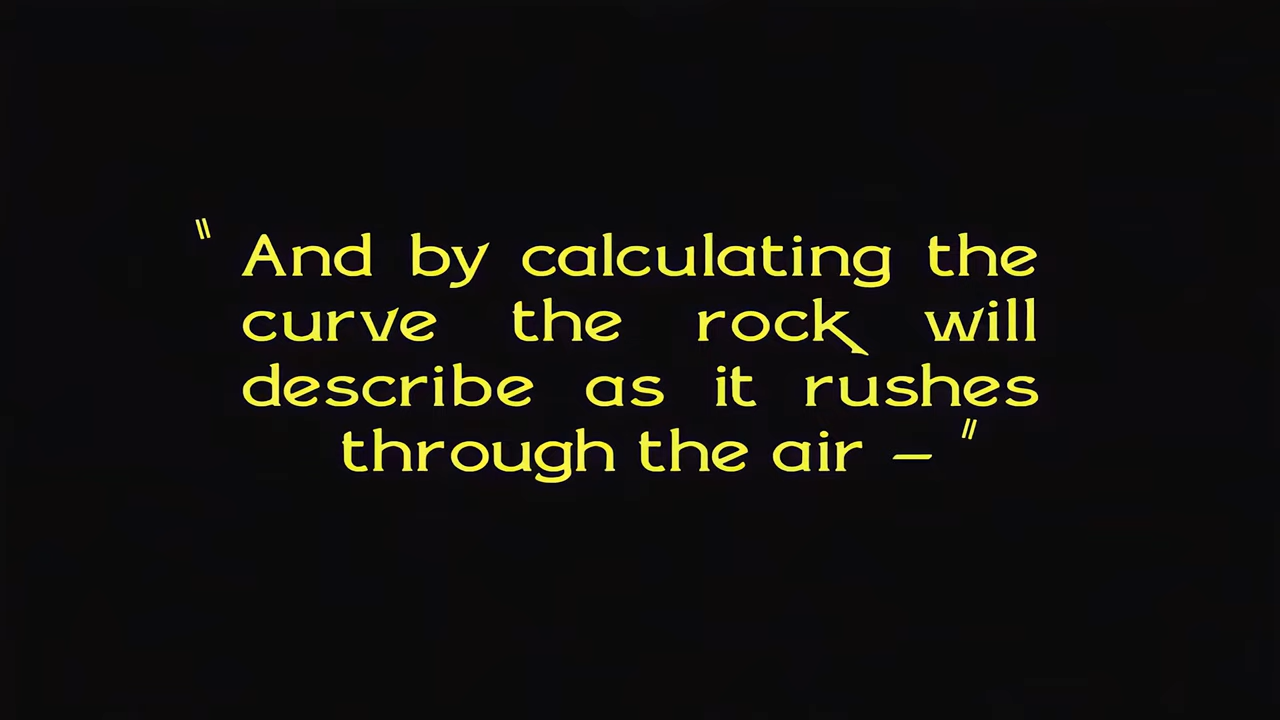 " And by calculating the
curve the rock will
describe as it rushes
through the air – "